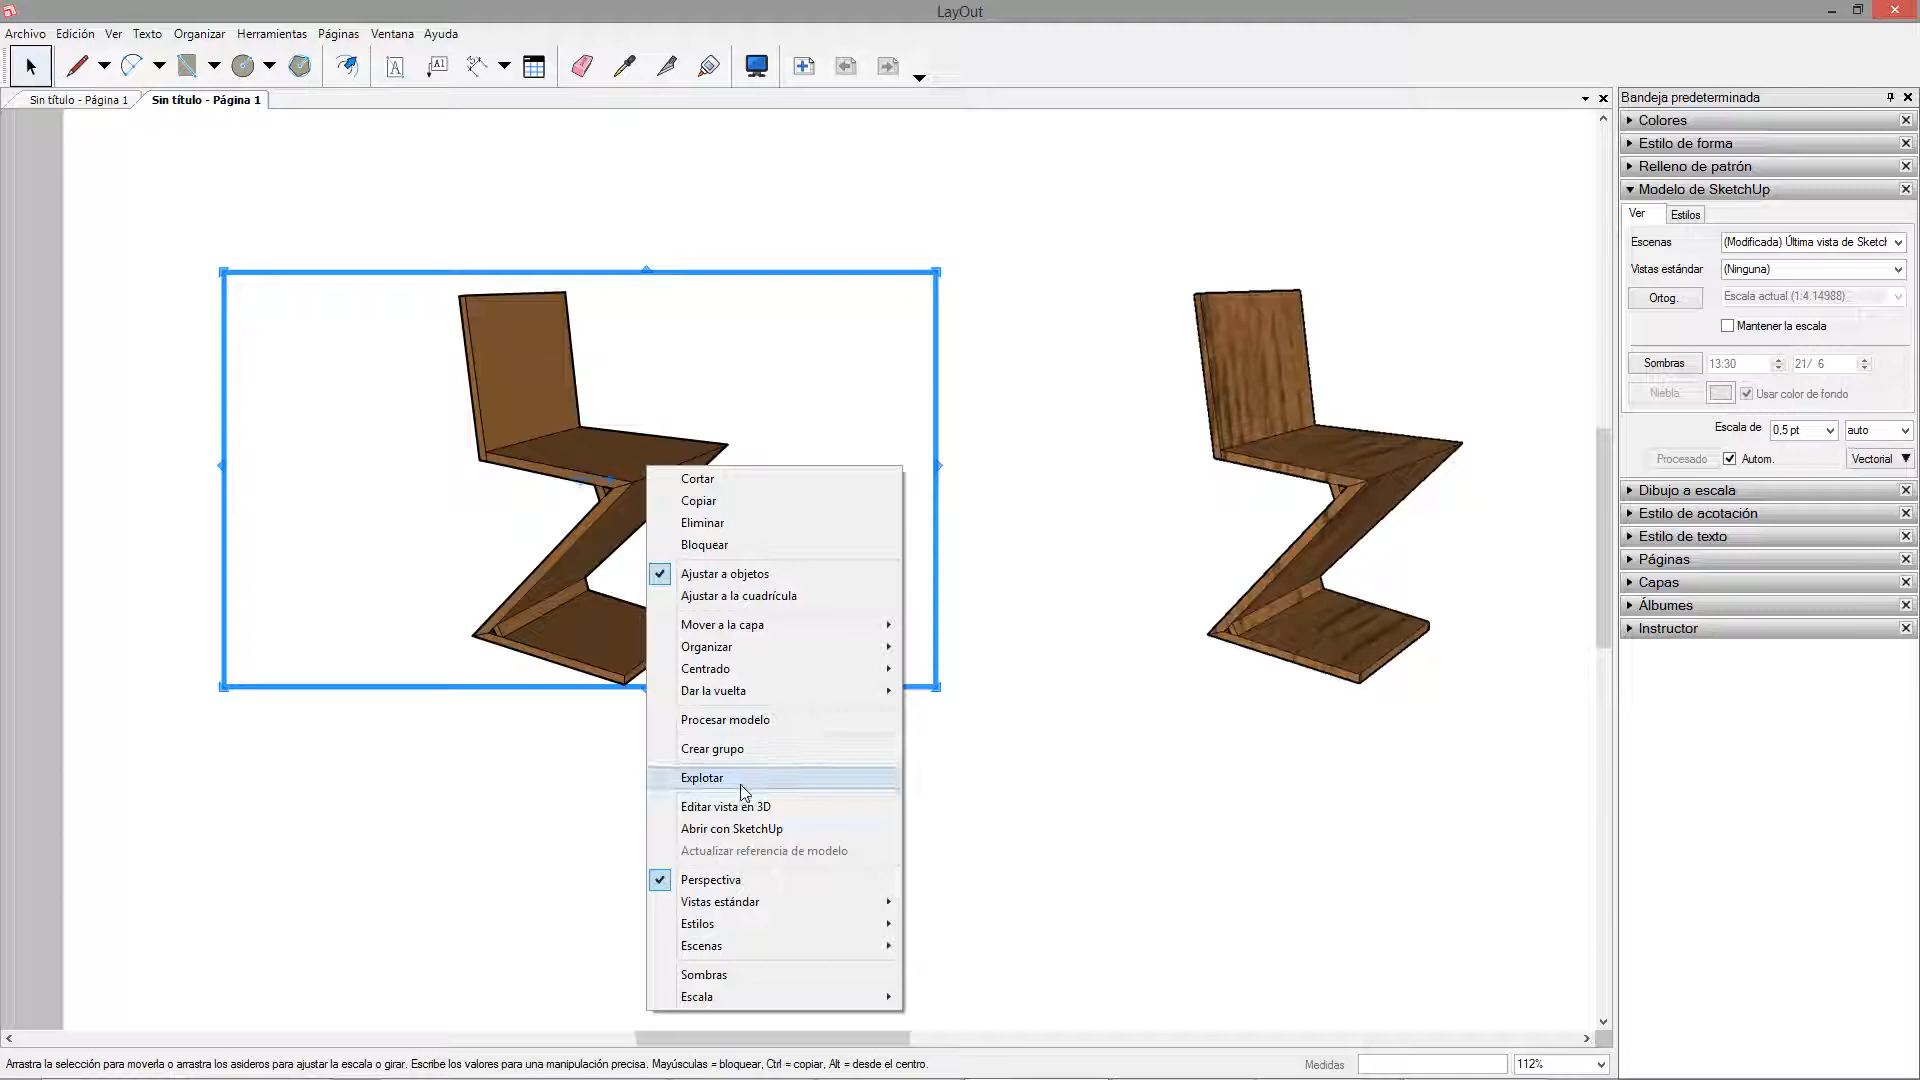 LayOut
Archivo Edición Ver Texto Organizar Herramientas Páginas Ventana Ayuda
Sin título - Página 1
Sin título - Página 1
Bandeja predeterminada
Colores
Estilo de forma
Relleno de patrón
Modelo de SketchUp
Ver Estilos
Escenas (Modificada) Última vista de Sketch
Vistas estándar (Ninguna)
Ortog. Escala actual (1:4.14988)
Mantener la escala
Sombras 13:30 21/ 6
Niebla Usar color de fondo
Escala de 0,5 pt auto
Procesado Autom. Vectorial
Dibujo a escala
Estilo de acotación
Estilo de texto
Páginas
Capas
Álbumes
Instructor
Cortar
Copiar
Eliminar
Bloquear
Ajustar a objetos
Ajustar a la cuadrícula
Mover a la capa
Organizar
Centrado
Dar la vuelta
Procesar modelo
Crear grupo
Explotar
Editar vista en 3D
Abrir con SketchUp
Actualizar referencia de modelo
Perspectiva
Vistas estándar
Estilos
Escenas
Sombras
Escala
Arrastra la selección para moverla o arrastra los asideros para ajustar la escala o girar. Escribe los valores para una manipulación precisa. Mayúsculas = bloquear, Ctrl = copiar, Alt = desde el centro.
Medidas 112%